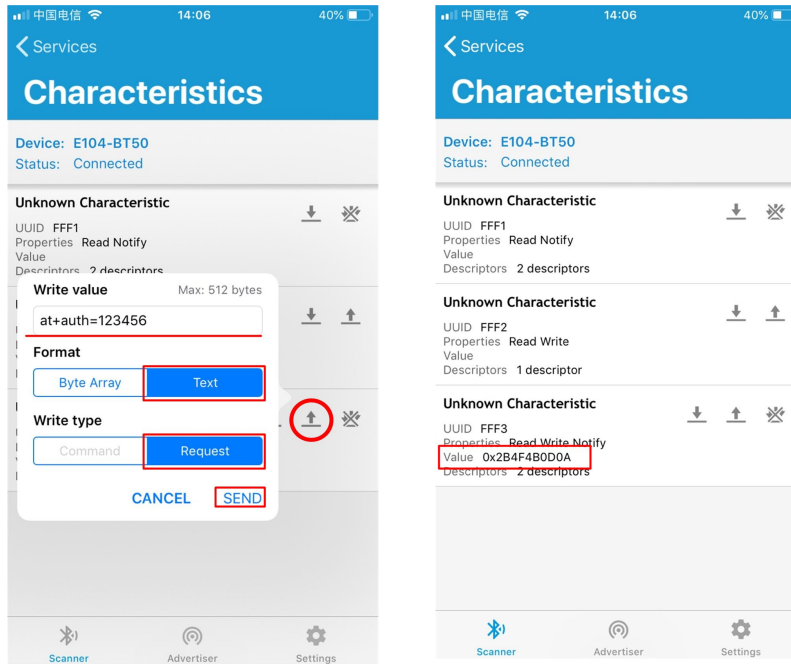 中国电信
14:06
40%
Services
Characteristics
Device: E104-BT50
Status: Connected
Unknown Characteristic
UUID FFF1
Properties Read Notify
Value
Descriptors 2 descriptors
Write value
Max: 512 bytes
at+auth=123456
Format
Byte Array
Text
Write type
Command
Request
CANCEL
SEND
Scanner
Advertiser
Settings
中国电信
14:06
40%
Services
Characteristics
Device: E104-BT50
Status: Connected
Unknown Characteristic
UUID FFF1
Properties Read Notify
Value
Descriptors 2 descriptors
Unknown Characteristic
UUID FFF2
Properties Read Write
Value
Descriptors 1 descriptor
Unknown Characteristic
UUID FFF3
Properties Read Write Notify
Value 0x2B4F4B0D0A
Descriptors 2 descriptors
Scanner
Advertiser
Settings